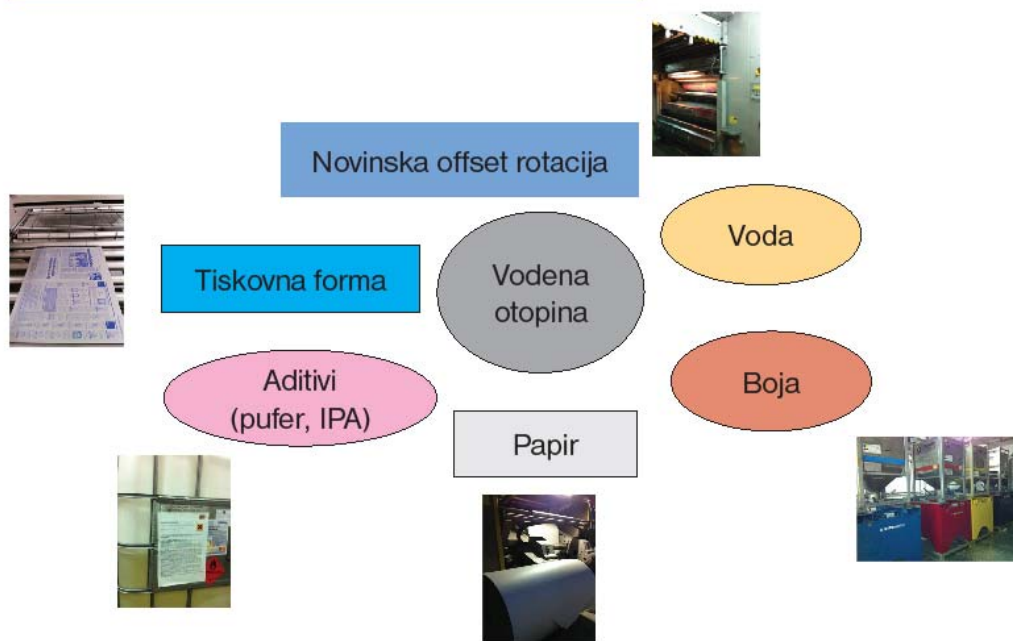 Novinska offset rotacija
Voda
Tiskovna forma
Vodena
otopina
Aditivi
(pufer, IPA)
Boja
Papir